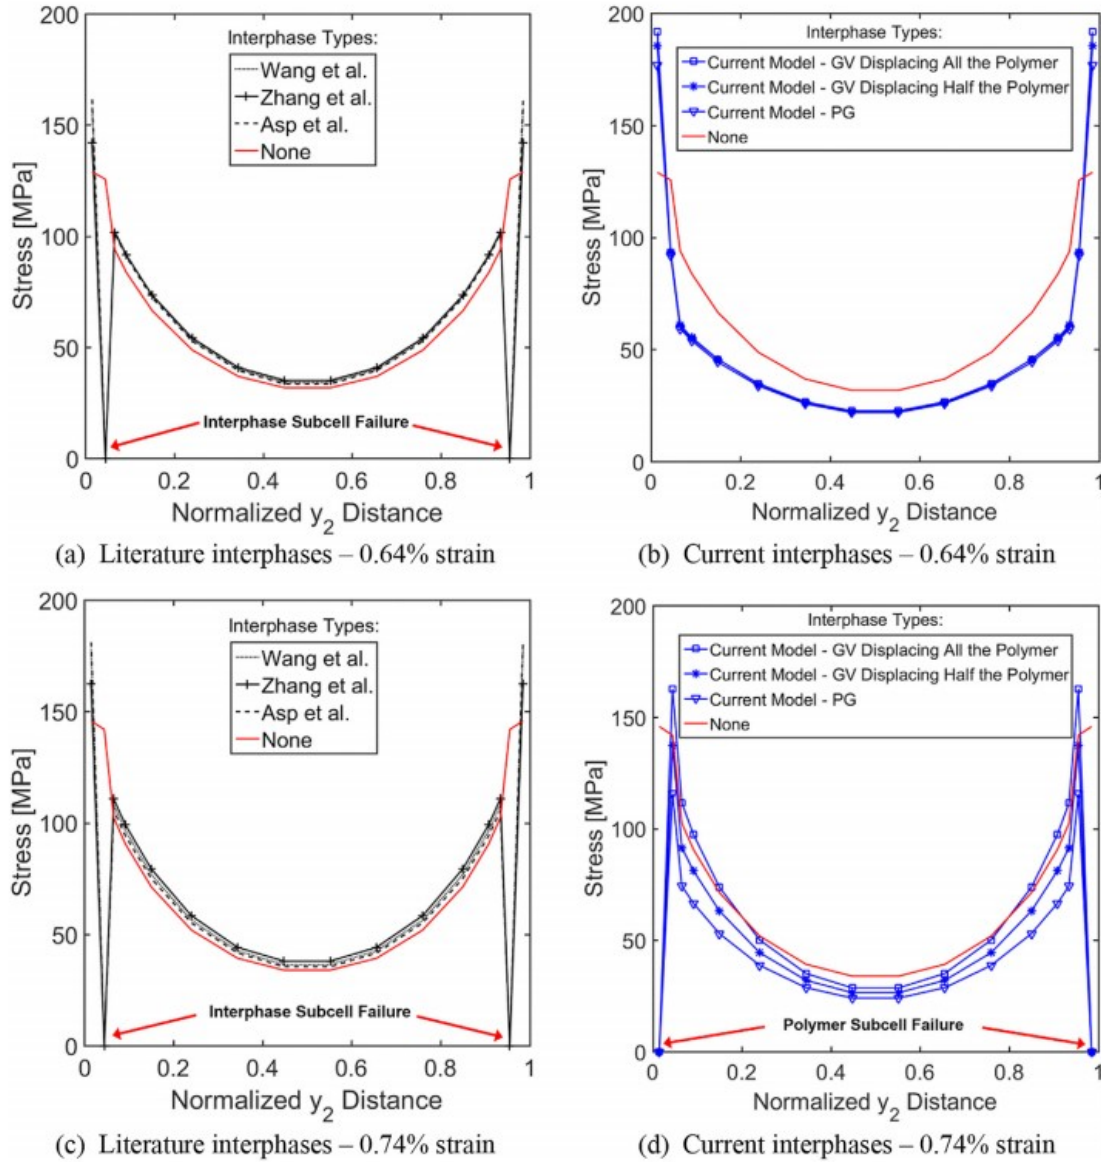 200
150
100
50
0
Stress [MPa]
Interphase Types:
Wang et al.
Zhang et al.
Asp et al.
None
Interphase Subcell Failure
0 0.2 0.4 0.6 0.8 1
Normalized y2 Distance
(a) Literature interphases – 0.64% strain
200
150
100
50
0
Stress [MPa]
Interphase Types:
Current Model - GV Displacing All the Polymer
Current Model - GV Displacing Half the Polymer
Current Model - PG
None
0 0.2 0.4 0.6 0.8 1
Normalized y2 Distance
(b) Current interphases – 0.64% strain
200
150
100
50
0
Stress [MPa]
Interphase Types:
Wang et al.
Zhang et al.
Asp et al.
None
Interphase Subcell Failure
0 0.2 0.4 0.6 0.8 1
Normalized y2 Distance
(c) Literature interphases – 0.74% strain
200
150
100
50
0
Stress [MPa]
Interphase Types:
Current Model - GV Displacing All the Polymer
Current Model - GV Displacing Half the Polymer
Current Model - PG
None
Polymer Subcell Failure
0 0.2 0.4 0.6 0.8 1
Normalized y2 Distance
(d) Current interphases – 0.74% strain